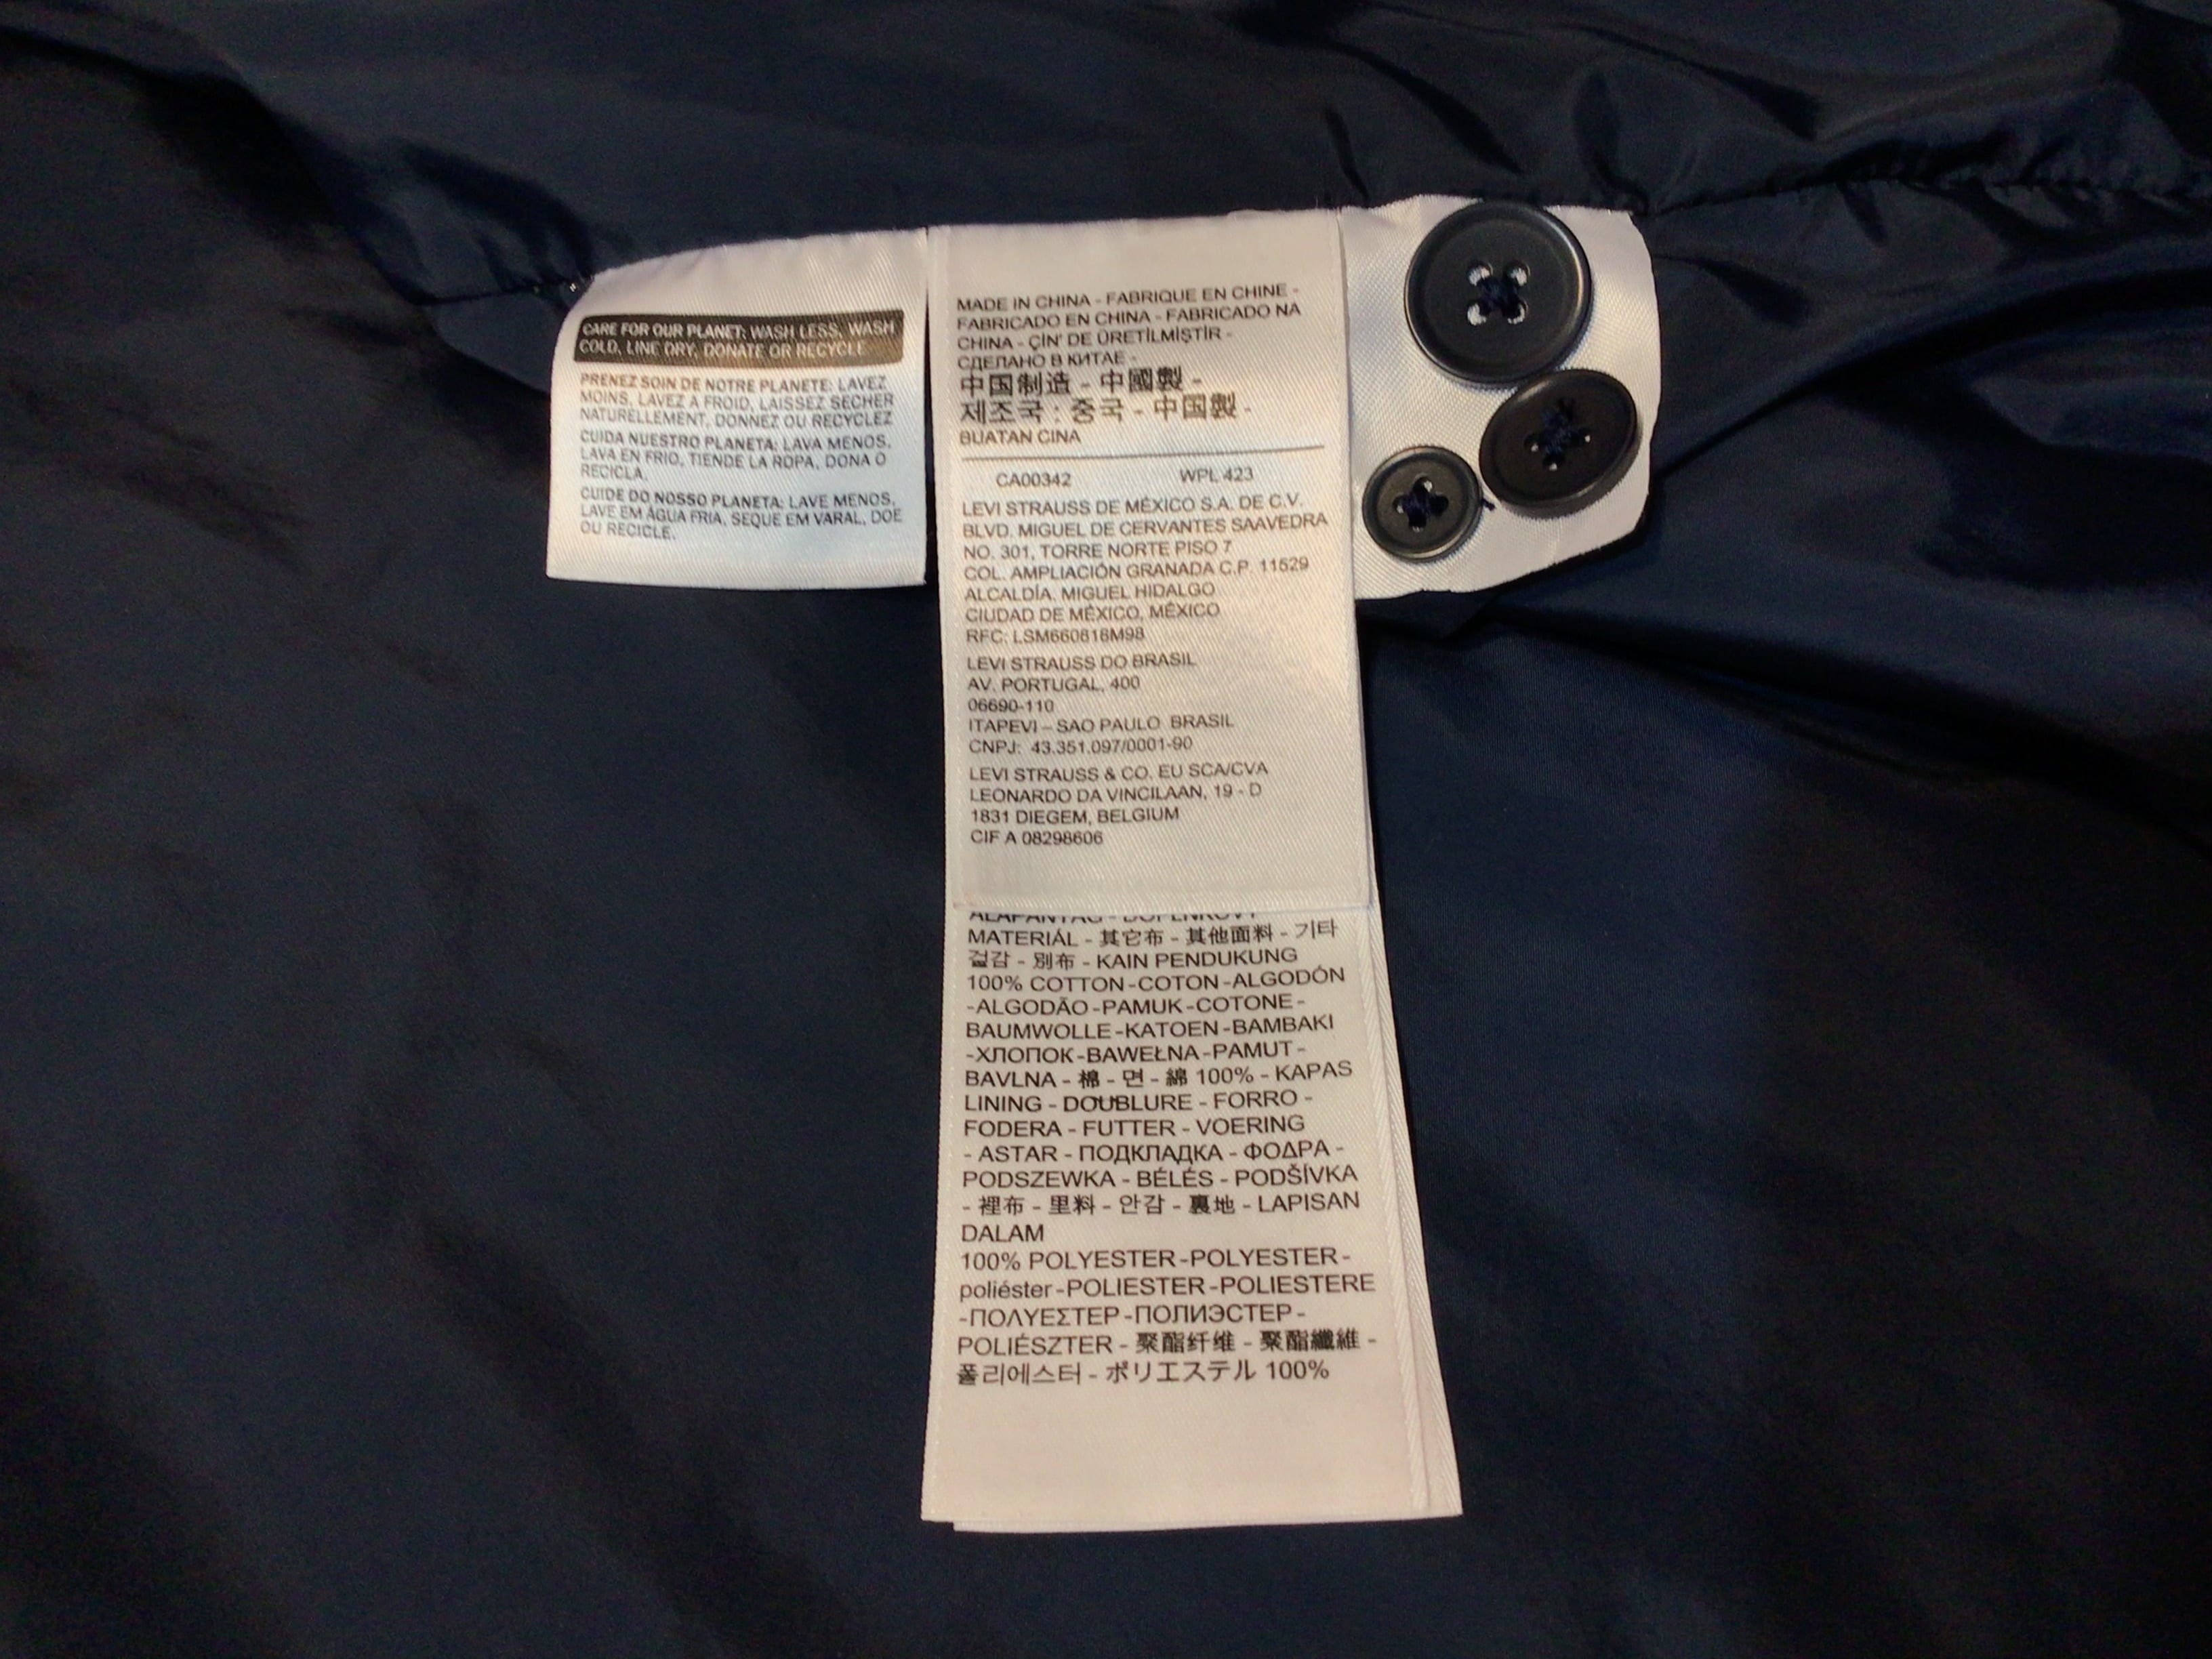 CARE FOR OUR PLANET: WASH LESS, WASH
COLD, LINE DRY, DONATE OR RECYCLE
PRENEZ SOIN DE NOTRE PLANETE: LAVEZ
MOINS, LAVEZ A FROID, LAISSEZ SECHER
NATURELLEMENT, DONNEZ OU RECYCLEZ
CUIDA NUESTRO PLANETA: LAVA MENOS,
LAVA EN FRIO, TIENDE LA ROPA, DONA O
RECICLA.
CUIDE DO NOSSO PLANETA: LAVE MENOS,
LAVE EM ÁGUA FRIA, SEQUE EM VARAL, DOE
OU RECICLE.
MADE IN CHINA - FABRIQUE EN CHINE -
FABRICADO EN CHINA - FABRICADO NA
CHINA - ÇİN' DE ÜRETİLMİŞTİR -
СДЕЛАНО В КИТАЕ -
中国制造 - 中國製 -
제조국 : 중국 - 中国製 -
BUATAN CINA
CA00342 WPL 423
LEVI STRAUSS DE MÉXICO S.A. DE C.V.
BLVD. MIGUEL DE CERVANTES SAAVEDRA
NO. 301, TORRE NORTE PISO 7
COL. AMPLIACIÓN GRANADA C.P. 11529
ALCALDÍA. MIGUEL HIDALGO
CIUDAD DE MÉXICO, MÉXICO
RFC: LSM660818M98
LEVI STRAUSS DO BRASIL
AV. PORTUGAL, 400
06690-110
ITAPEVI – SAO PAULO BRASIL
CNPJ: 43.351.097/0001-90
LEVI STRAUSS & CO. EU SCA/CVA
LEONARDO DA VINCILAAN, 19 - D
1831 DIEGEM, BELGIUM
CIF A 08298606
ALAPANYAG - DOPLNKOVÝ
MATERIÁL - 其它布 - 其他面料 - 기타
겉감 - 別布 - KAIN PENDUKUNG
100% COTTON-COTON-ALGODÓN
-ALGODÃO-PAMUK-COTONE-
BAUMWOLLE-KATOEN-BAMBAKI
-ХЛОПОК-BAWEŁNA-PAMUT-
BAVLNA - 棉 - 면 - 綿 100% - KAPAS
LINING - DOUBLURE - FORRO -
FODERA - FUTTER - VOERING
- ASTAR - ПОДКЛАДКА - ΦΟΔΡΑ -
PODSZEWKA - BÉLÉS - PODŠÍVKA
- 裡布 - 里料 - 안감 - 裏地 - LAPISAN
DALAM
100% POLYESTER-POLYESTER-
poliéster-POLIESTER-POLIESTERE
-ΠΟΛΥΕΣΤΕΡ-ПОЛИЭСТЕР-
POLIÉSZTER - 聚酯纤维 - 聚酯纖維 -
폴리에스터 - ポリエステル 100%